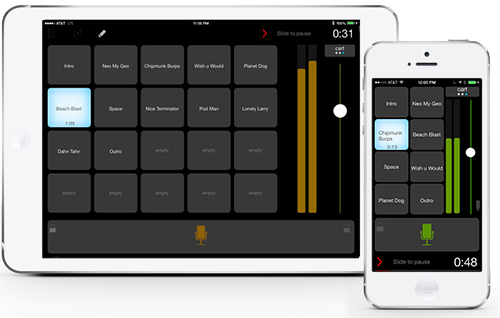 AT&T LTE
11:56 PM
100%
Slide to pause
0:31
cart
Intro
Neo My Geo
Chipmunk Burps
Wish u Would
Planet Dog
Beach Blast
1:09
Space
Nice Terminator
Pod Man
Lonely Larry
Dahn Tahn
Outro
empty
empty
empty
empty
empty
empty
empty
empty
AT&T
12:05 PM
cart
Intro
Neo My Geo
Chipmunk
Burps
0:13
Beach Blast
Space
Wish u Would
Planet Dog
Outro
Slide to pause
0:48